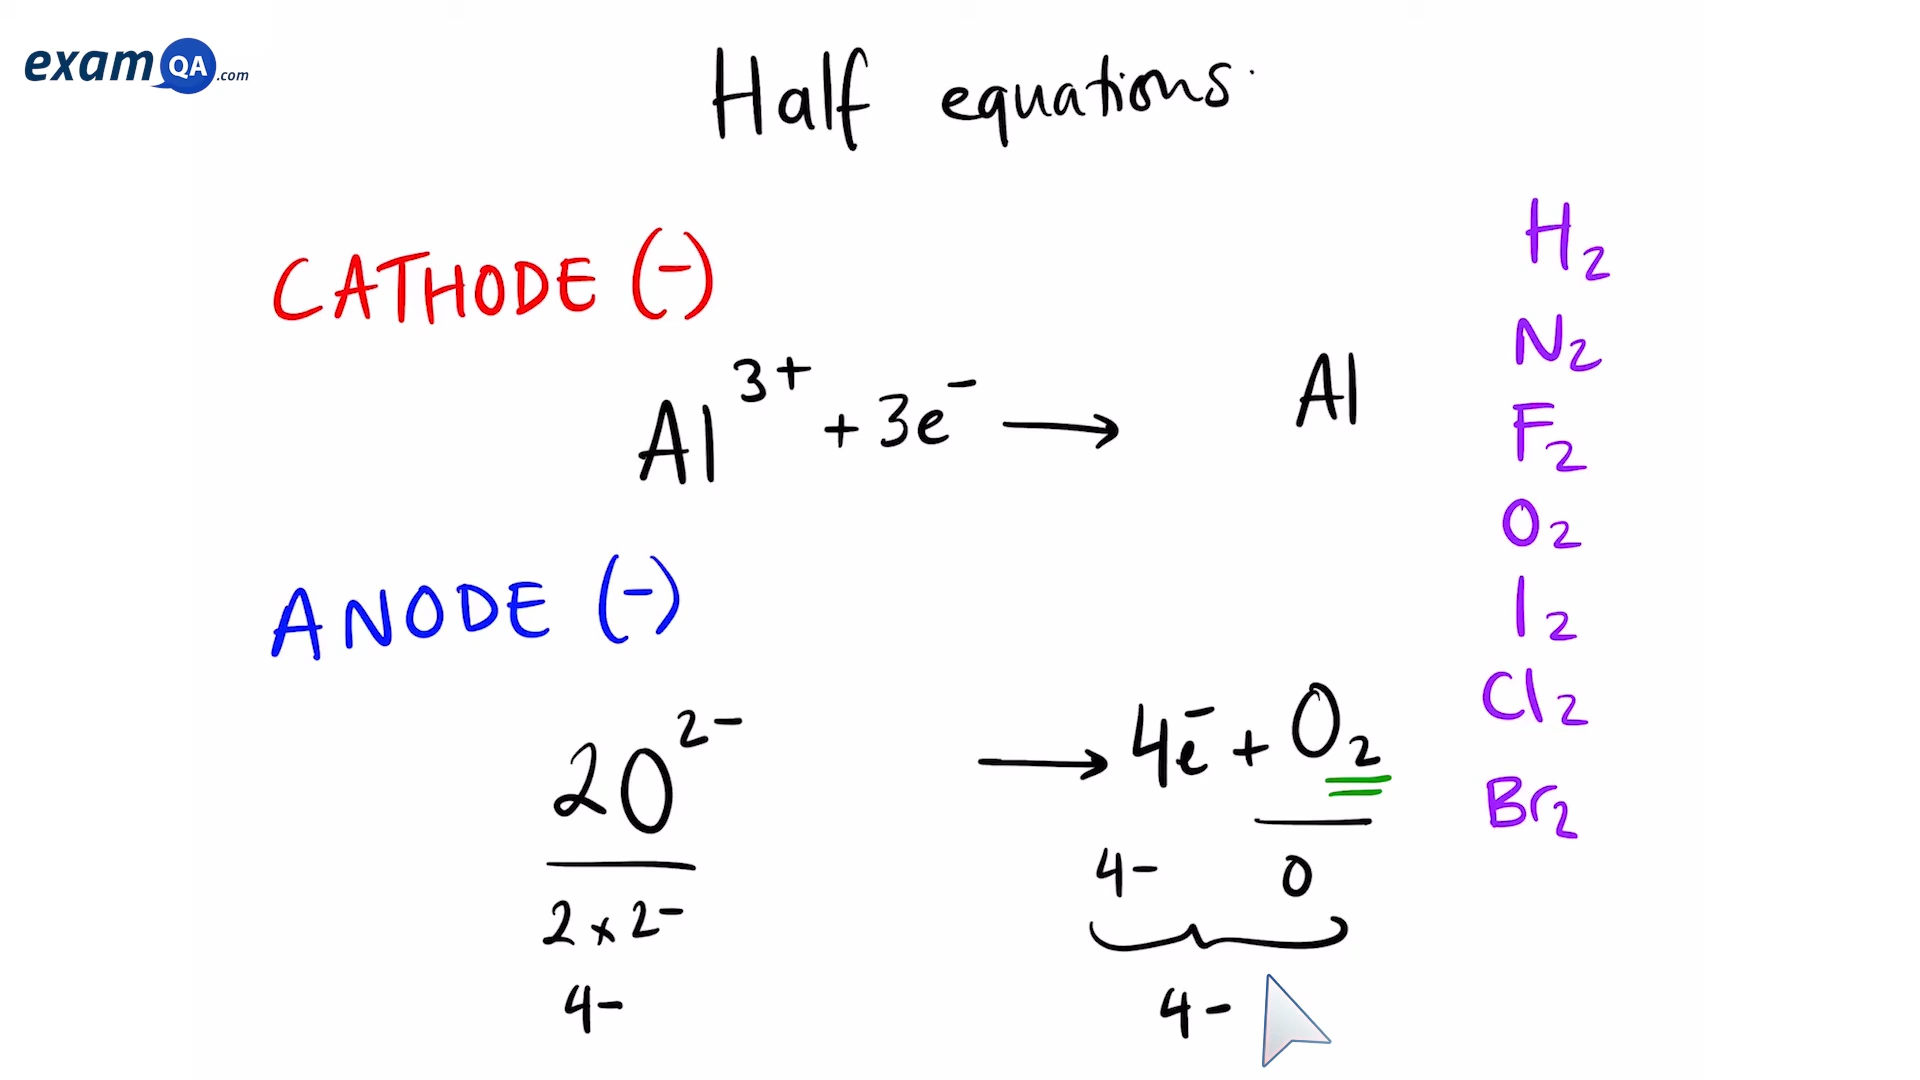 examQA.com
Half equations.
CATHODE (-)
Al³⁺ + 3e⁻ → Al
ANODE (-)
2O²⁻ → 4e⁻ + O₂
2 x 2-
4-
4- 0
4-
H₂
N₂
F₂
O₂
I₂
Cl₂
Br₂